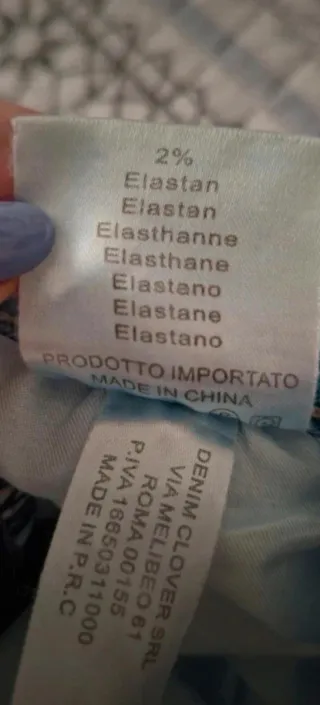 2%
Elastan
Elastan
Elasthanne
Elasthane
Elastano
Elastane
Elastano
PRODOTTO IMPORTATO
MADE IN CHINA
DENIM CLOVER SRL
VIA MELIBEO 61
ROMA 00155
P.IVA 16650311000
MADE IN P.R.C